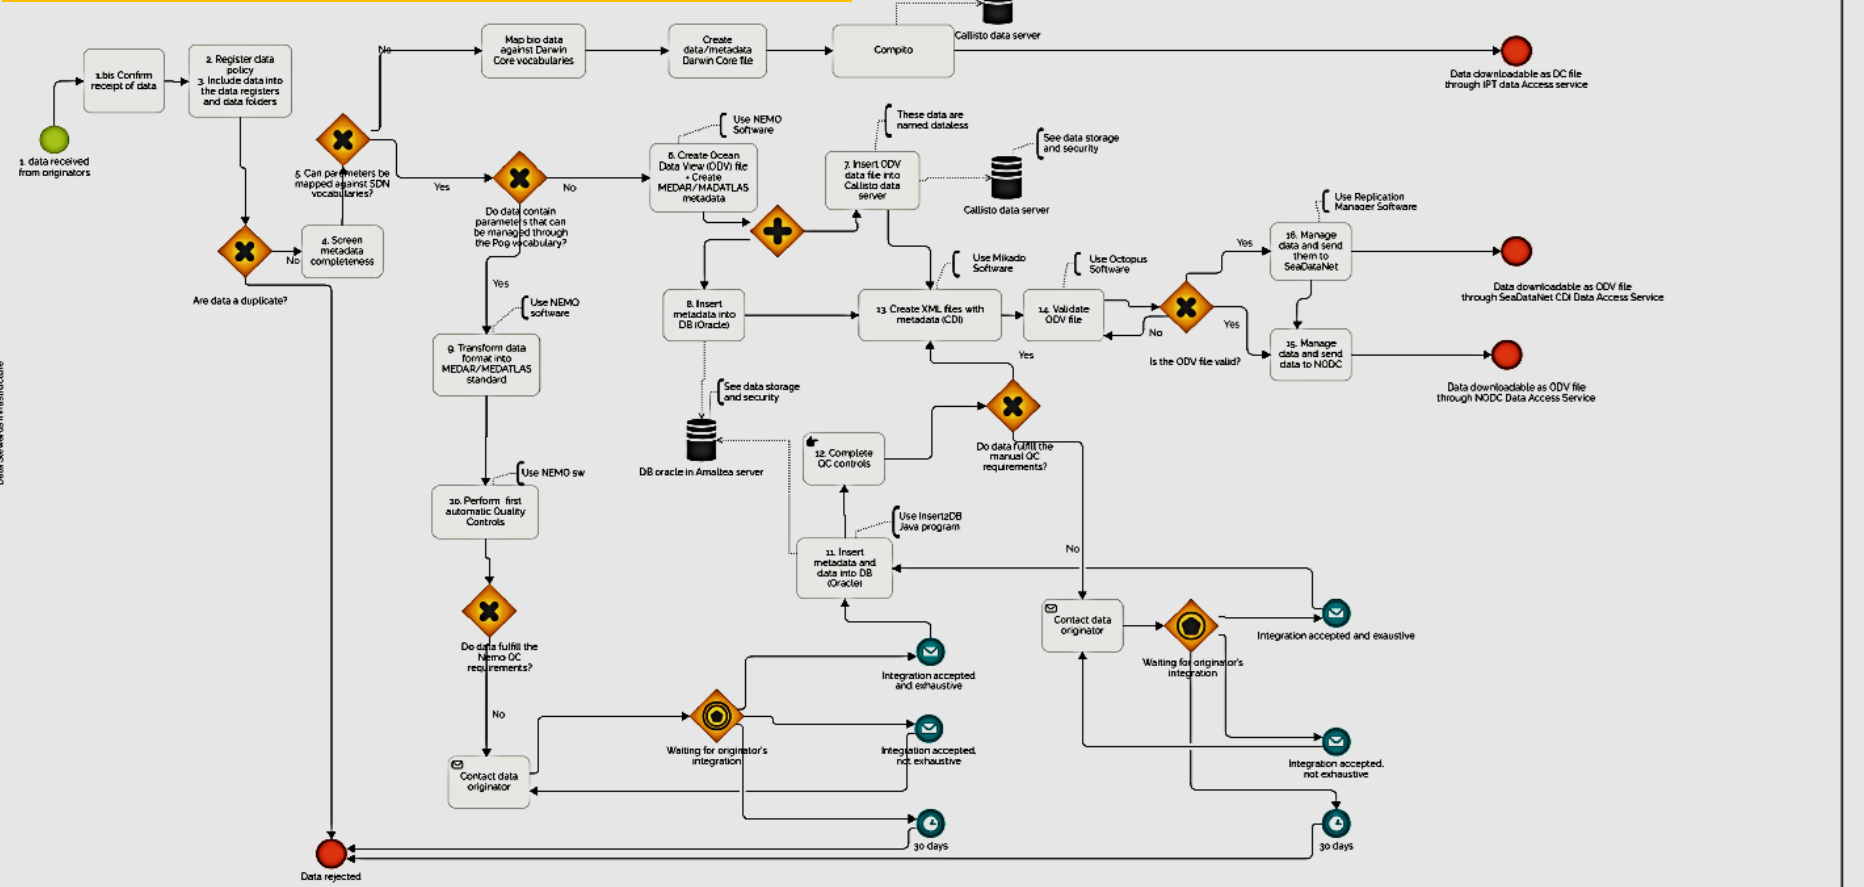 Callisto data server
1.bis Confirm
receipt of data
2. Register data
policy
3. Include data into
the data registers
and data folders
No
Map bio data
against Darwin
Core vocabularies
Create
data/metadata
Darwin Core file
Compito
Data downloadable as DC file
through IPT data Access service
1. data received
from originators
5. Can parameters be
mapped against SDN
vocabularies?
Yes
No
Do data contain
parameters that can
be managed through
the P09 vocabulary?
Use NEMO
Software
6. Create Ocean
Data View (ODV) file
+ Create
MEDAR/MADATLAS
metadata
These data are
named dataless
7. Insert ODV
data file into
Callisto data
server
See data storage
and security
Callisto data server
4. Screen
metadata
completeness
No
Are data a duplicate?
Use Replication
Manager Software
16. Manage
data and send
them to
SeaDataNet
Yes
Data downloadable as ODV file
through SeaDataNet CDI Data Access Service
Use Mikado
Software
Use Octopus
Software
Yes
Use NEMO
software
8. Insert
metadata into
DB (Oracle)
13. Create XML files with
metadata (CDI)
14. Validate
ODV file
No
Yes
Is the ODV file valid?
15. Manage
data and send
data to NODC
Data downloadable as ODV file
through NODC Data Access Service
9. Transform data
format into
MEDAR/MEDATLAS
standard
Yes
See data storage
and security
DB oracle in Amaltea server
12. Complete
QC controls
Do data fulfill the
manual QC
requirements?
Use NEMO sw
10. Perform first
automatic Quality
Controls
Use Insert2DB
Java program
11. Insert
metadata and
data into DB
(Oracle)
No
Contact data
originator
Waiting for originator's
integration
Integration accepted and exaustive
Do data fulfill the
Nemo QC
requirements?
No
Integration accepted
and exhaustive
Waiting for originator's
integration
Integration accepted,
not exhaustive
Integration accepted,
not exhaustive
Contact data
originator
30 days
30 days
Data rejected